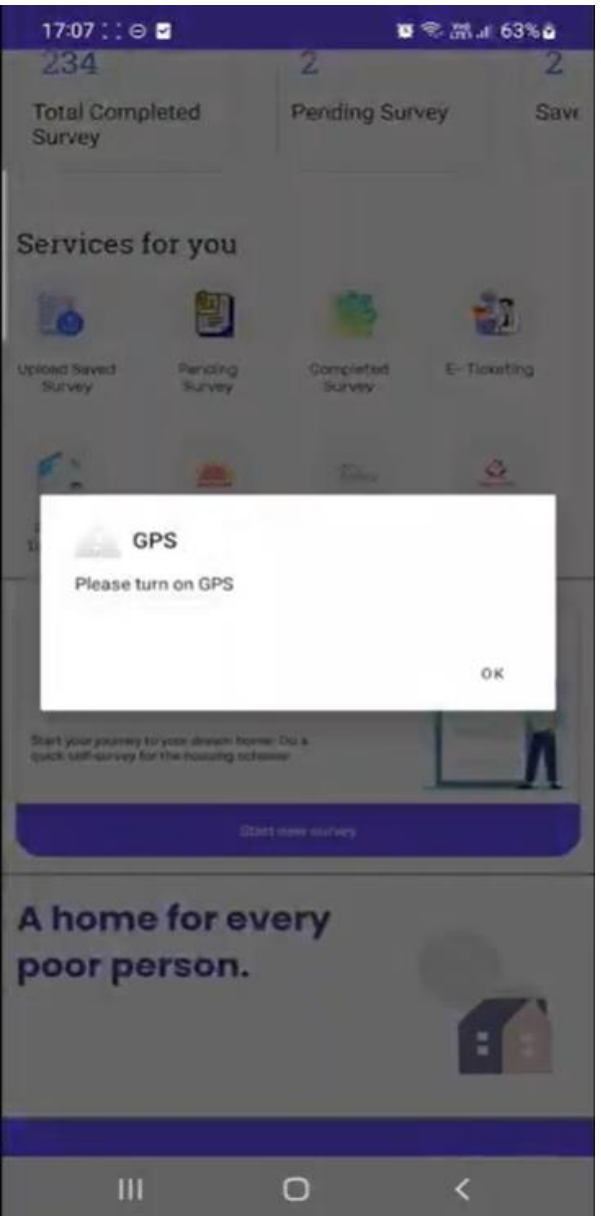 17:07
63%
234
2
2
Total Completed
Survey
Pending Survey
Save
Services for you
Upload Saved
Survey
Pending
Survey
Completed
Survey
E- Ticketing
GPS
Please turn on GPS
OK
Start your journey to your dream home: Do a
quick self-survey for the housing scheme
Start new survey
A home for every
poor person.